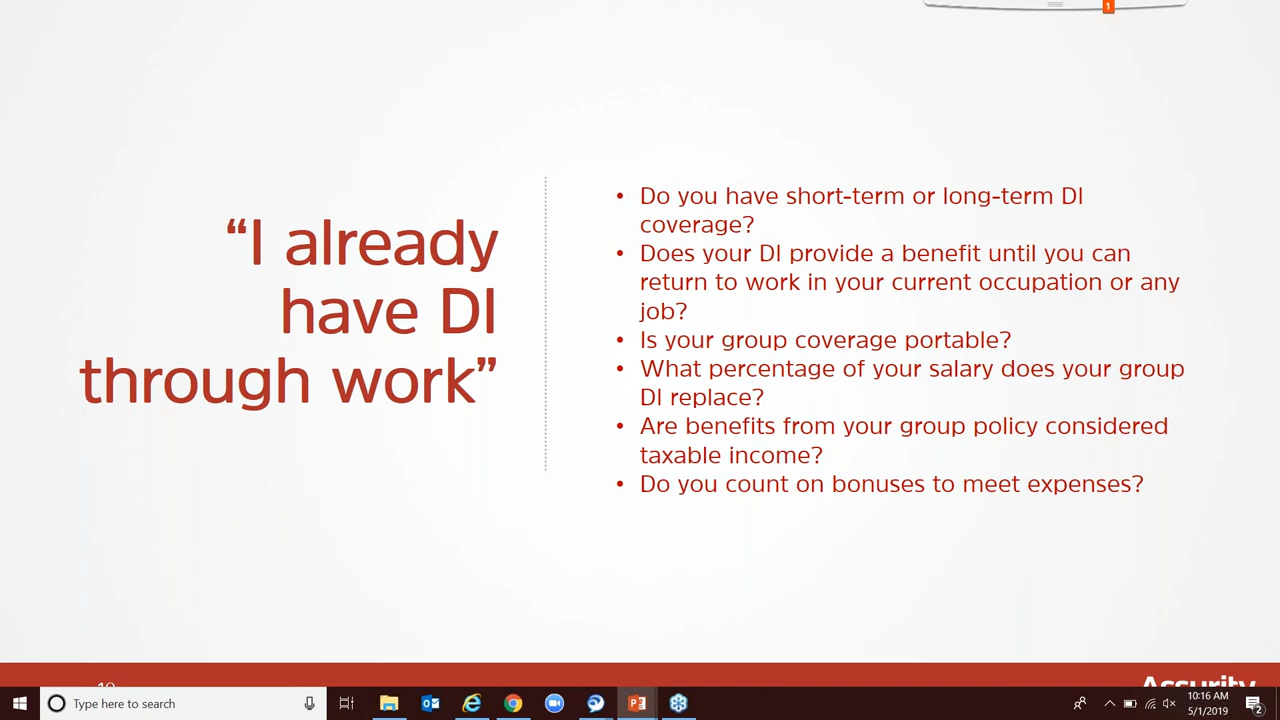 1
“I already
have DI
through work”
• Do you have short-term or long-term DI
coverage?
• Does your DI provide a benefit until you can
return to work in your current occupation or any
job?
• Is your group coverage portable?
• What percentage of your salary does your group
DI replace?
• Are benefits from your group policy considered
taxable income?
• Do you count on bonuses to meet expenses?
Assurity
Type here to search
10:16 AM
5/1/2019
2